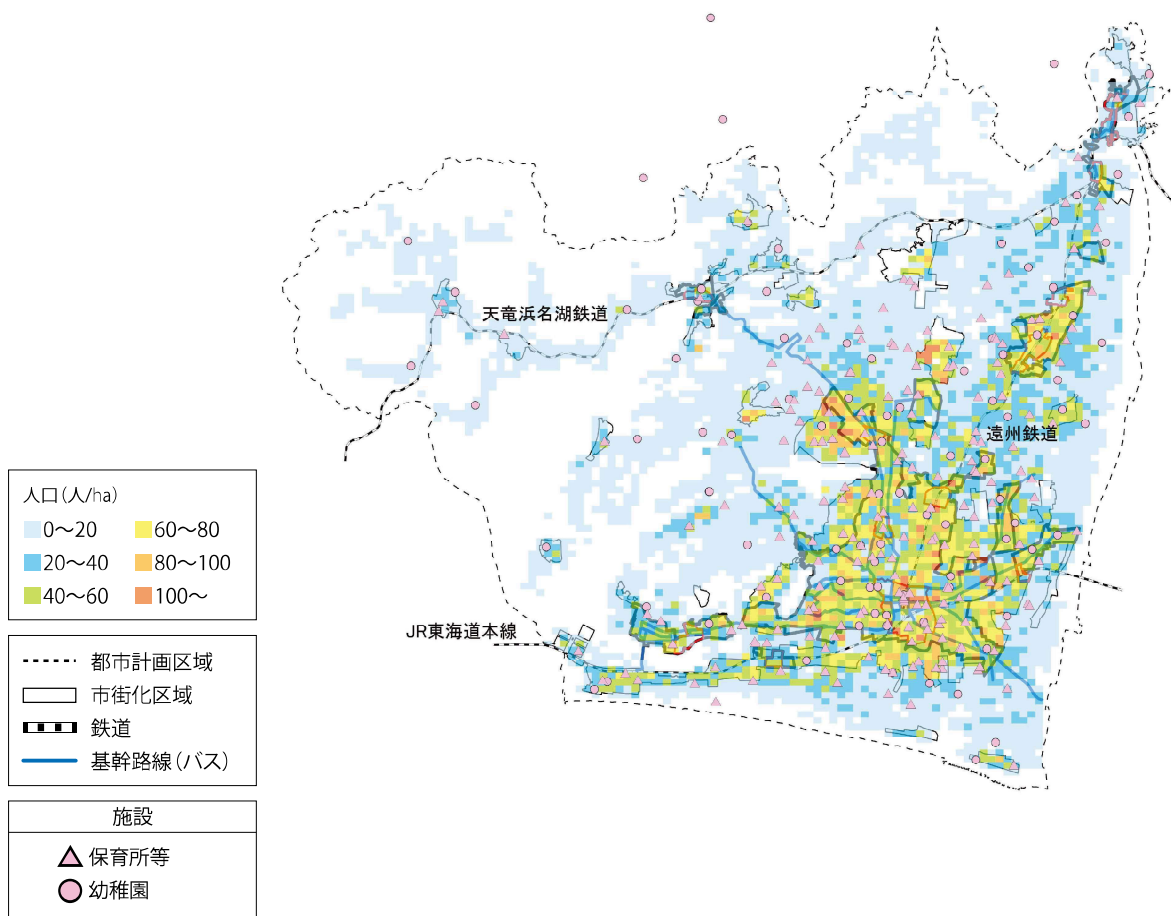 天竜浜名湖鉄道
遠州鉄道
JR東海道本線
人口(人/ha)
0～20
60～80
20～40
80～100
40～60
100～
都市計画区域
市街化区域
鉄道
基幹路線(バス)
施設
保育所等
幼稚園